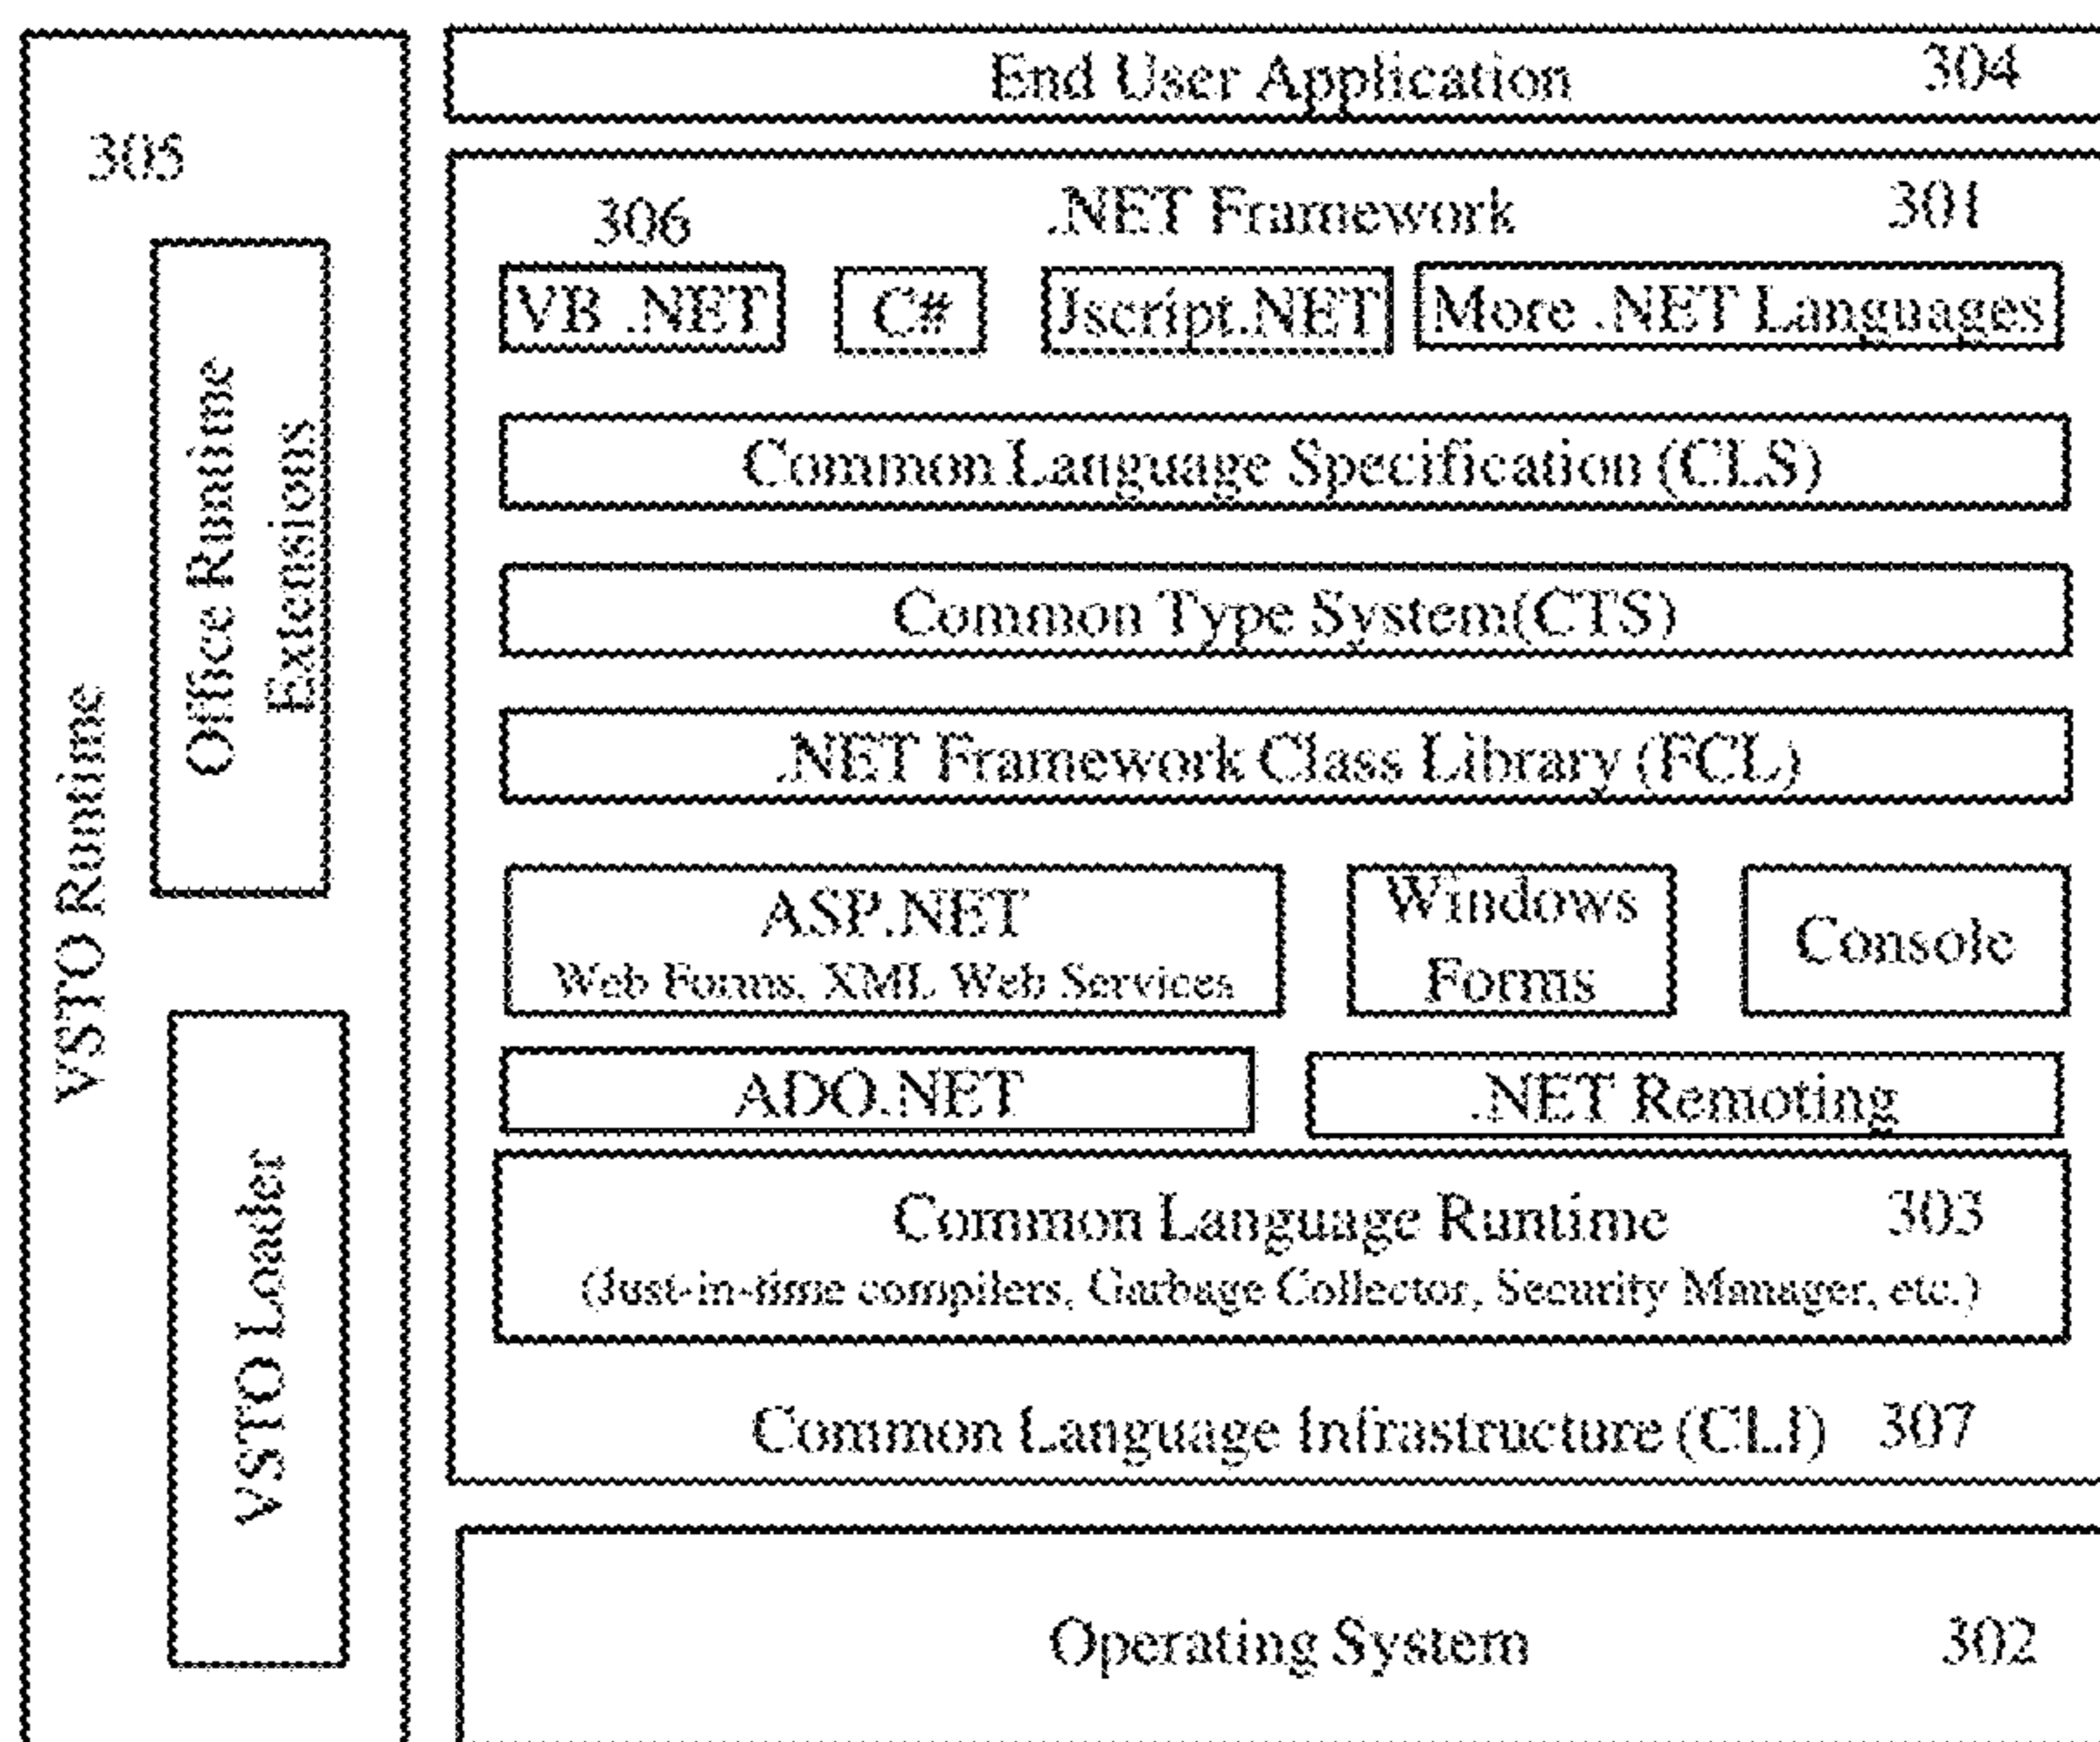 305
VSTO Runtime
Office Runtime
Extensions
VSTO Loader
End User Application 304
.NET Framework 301
306
VB .NET C# Jscript.NET More .NET Languages
Common Language Specification (CLS)
Common Type System(CTS)
.NET Framework Class Library (FCL)
ASP.NET
Web Forms, XML Web Services
Windows
Forms
Console
ADO.NET .NET Remoting
Common Language Runtime 303
(Just-in-time compilers, Garbage Collector, Security Manager, etc.)
Common Language Infrastructure (CLI) 307
Operating System 302